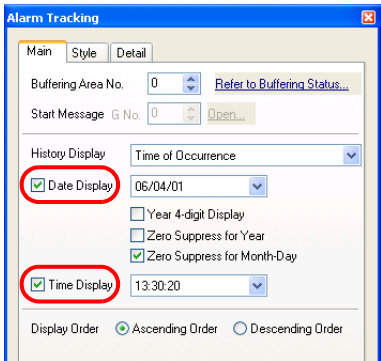 Alarm Tracking
Main Style Detail
Buffering Area No. 0 Refer to Buffering Status...
Start Message G No. 0 Open...
History Display Time of Occurrence
Date Display 06/04/01
Year 4-digit Display
Zero Suppress for Year
Zero Suppress for Month-Day
Time Display 13:30:20
Display Order Ascending Order Descending Order